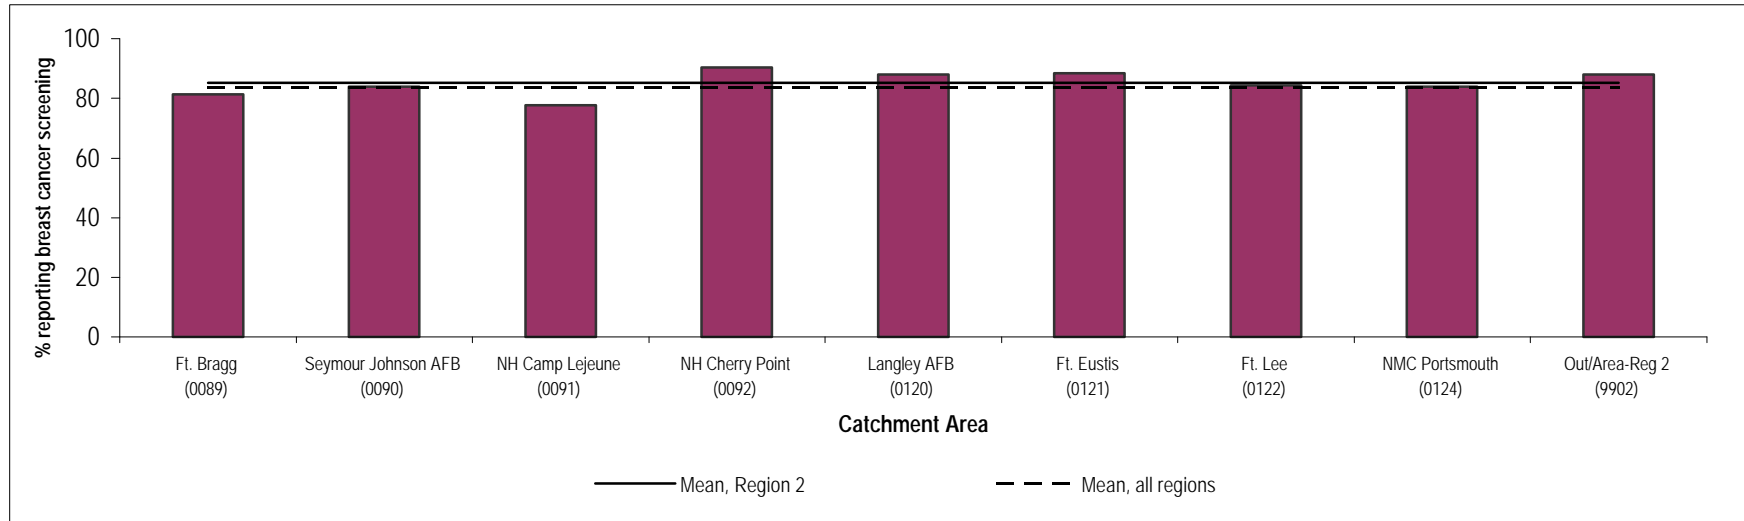 % reporting breast cancer screening
100
80
60
40
20
0
Ft. Bragg
(0089)
Seymour Johnson AFB
(0090)
NH Camp Lejeune
(0091)
NH Cherry Point
(0092)
Langley AFB
(0120)
Ft. Eustis
(0121)
Ft. Lee
(0122)
NMC Portsmouth
(0124)
Out/Area-Reg 2
(9902)
Catchment Area
Mean, Region 2
Mean, all regions